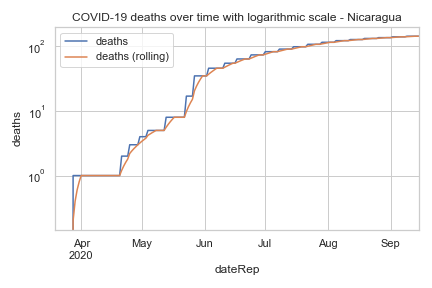 COVID-19 deaths over time with logarithmic scale - Nicaragua
deaths
deaths (rolling)
10²
10¹
10⁰
deaths
Apr
2020
May
Jun
Jul
Aug
Sep
dateRep